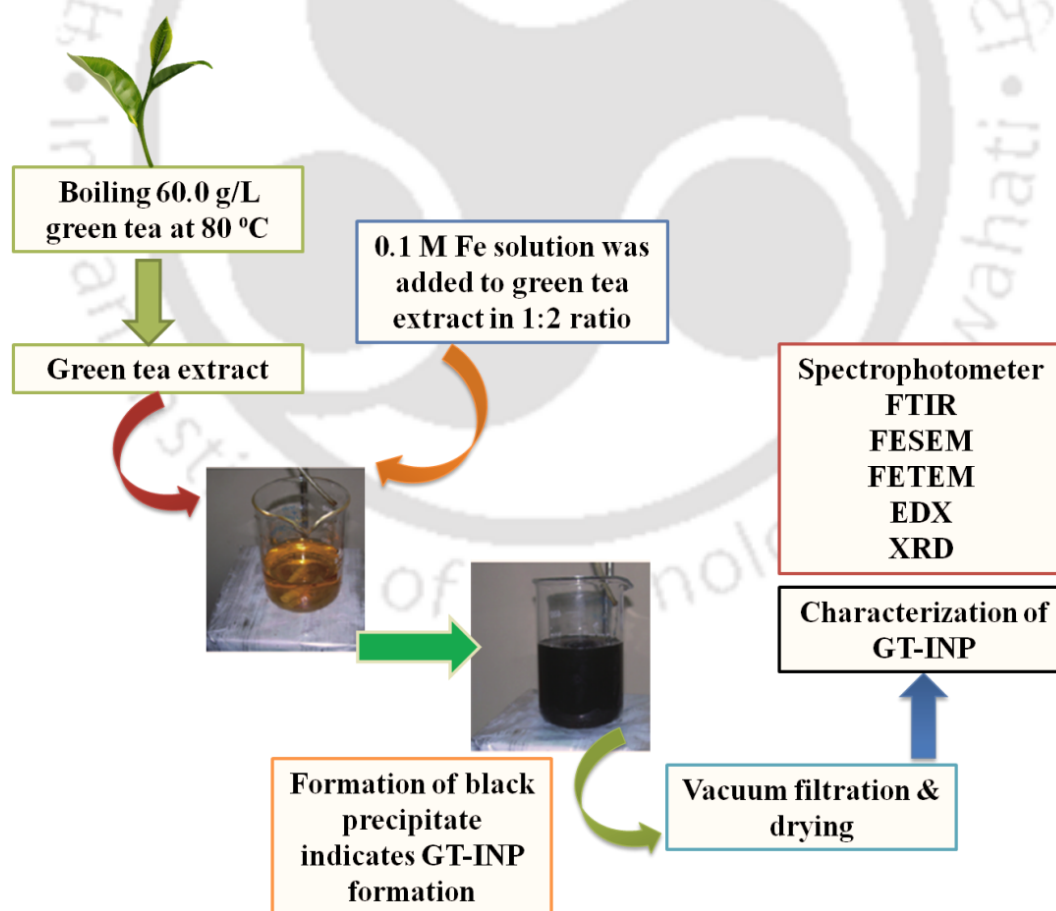 Boiling 60.0 g/L
green tea at 80 ⁰C
0.1 M Fe solution was
added to green tea
extract in 1:2 ratio
Green tea extract
Spectrophotometer
FTIR
FESEM
FETEM
EDX
XRD
Characterization of
GT-INP
Vacuum filtration &
drying
Formation of black
precipitate
indicates GT-INP
formation